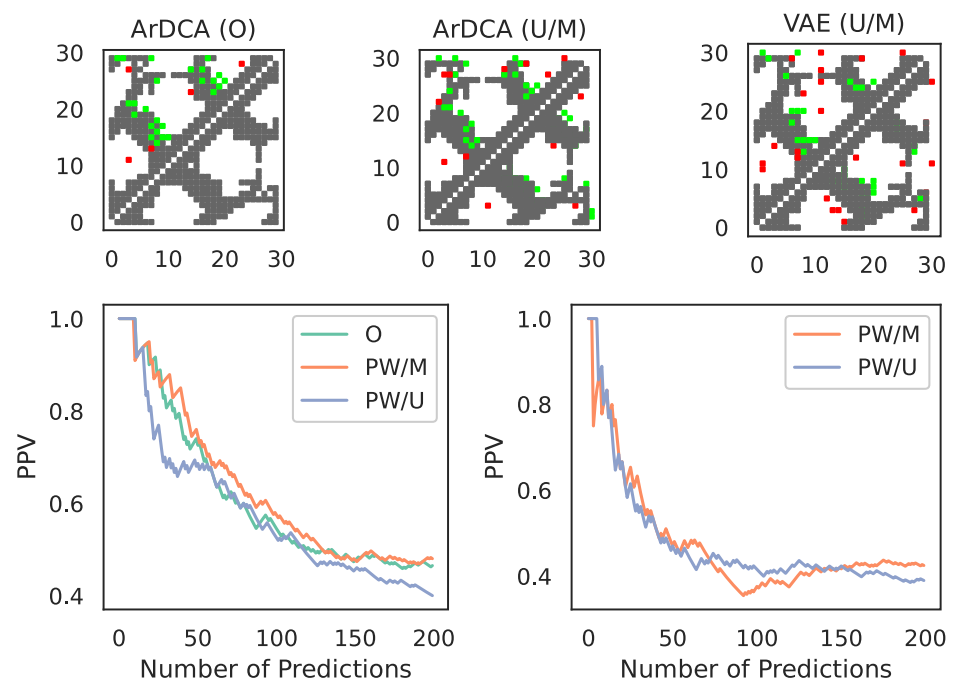 ArDCA (O)
ArDCA (U/M)
VAE (U/M)
30
20
10
0
0 10 20 30
30
20
10
0
0 10 20 30
30
20
10
0
0 10 20 30
1.0
0.8
0.6
0.4
PPV
O
PW/M
PW/U
0 50 100 150 200
Number of Predictions
1.0
0.8
0.6
0.4
PPV
PW/M
PW/U
0 50 100 150 200
Number of Predictions